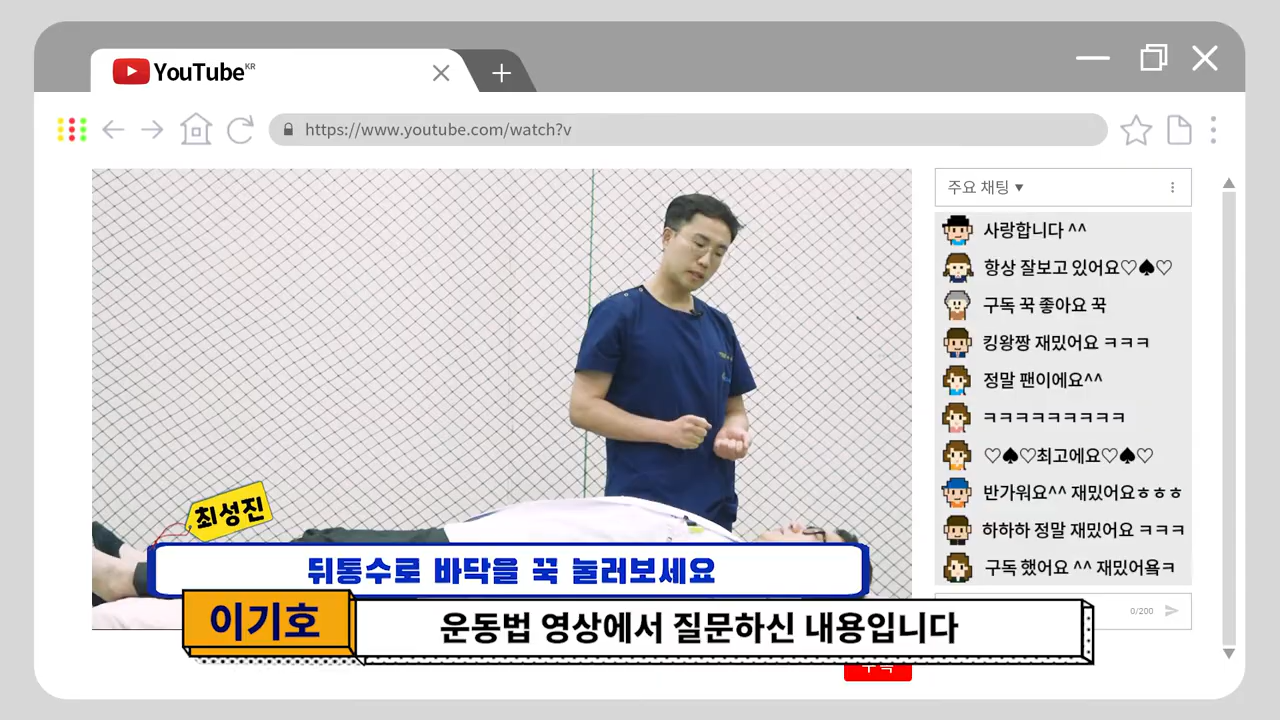 YouTube KR
https://www.youtube.com/watch?v
주요 채팅 ▼
사랑합니다 ^^
항상 잘보고 있어요♡♠♡
구독 꾹 좋아요 꾹
킹왕짱 재밌어요 ㅋㅋㅋ
정말 팬이에요^^
ㅋㅋㅋㅋㅋㅋㅋㅋㅋ
♡♠♡최고에요♡♠♡
반가워요^^ 재밌어요ㅎㅎㅎ
하하하 정말 재밌어요 ㅋㅋㅋ
구독 했어요 ^^ 재밌어욬ㅋ
0/200
최성진
뒤통수로 바닥을 꾹 눌러보세요
이기호
운동법 영상에서 질문하신 내용입니다